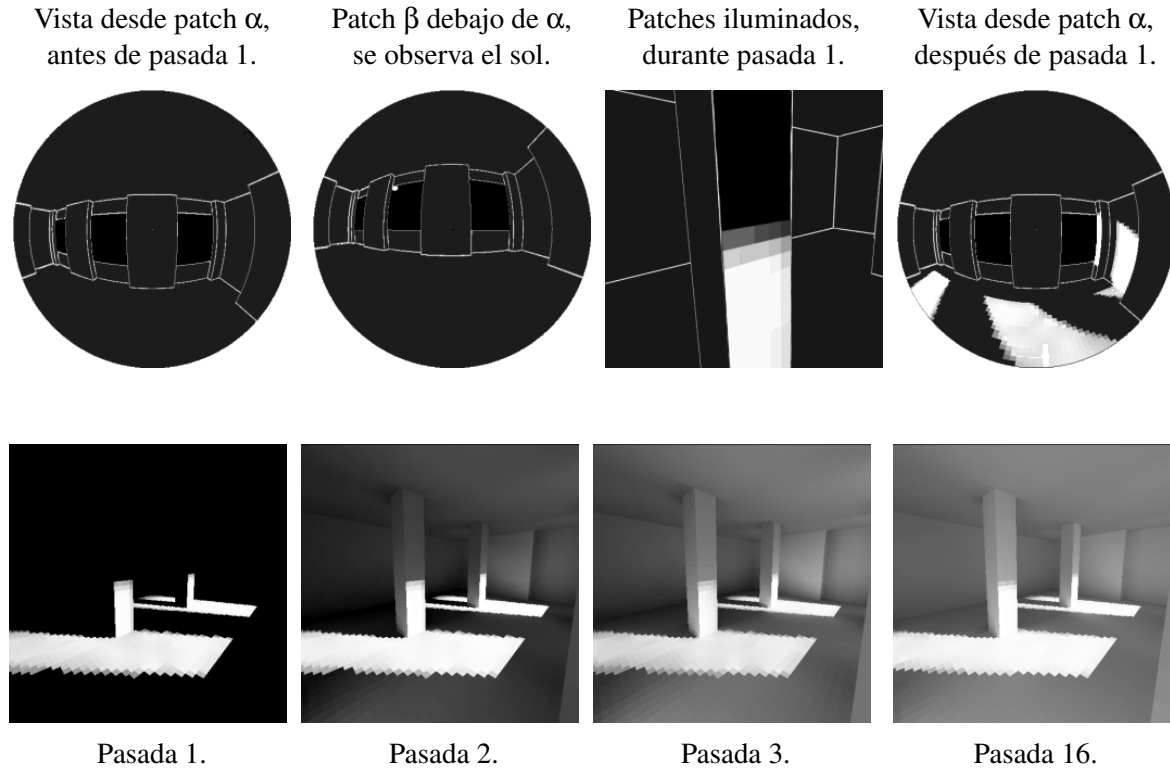 Vista desde patch α,
antes de pasada 1.
Patch β debajo de α,
se observa el sol.
Patches iluminados,
durante pasada 1.
Vista desde patch α,
después de pasada 1.
Pasada 1.
Pasada 2.
Pasada 3.
Pasada 16.